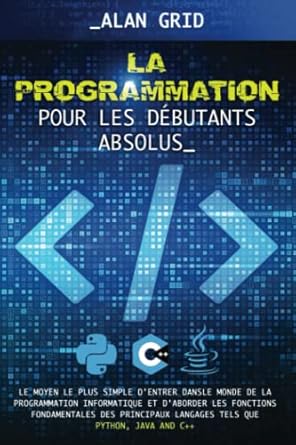 _ALAN GRID
LA
PROGRAMMATION
POUR LES DÉBUTANTS
ABSOLUS_
</>
C++
LE MOYEN LE PLUS SIMPLE D'ENTRER DANSLE MONDE DE LA
PROGRAMMATION INFORMATIQUE ET D'ABORDER LES FONCTIONS
FONDAMENTALES DES PRINCIPAUX LANGAGES TELS QUE
PYTHON, JAVA AND C++